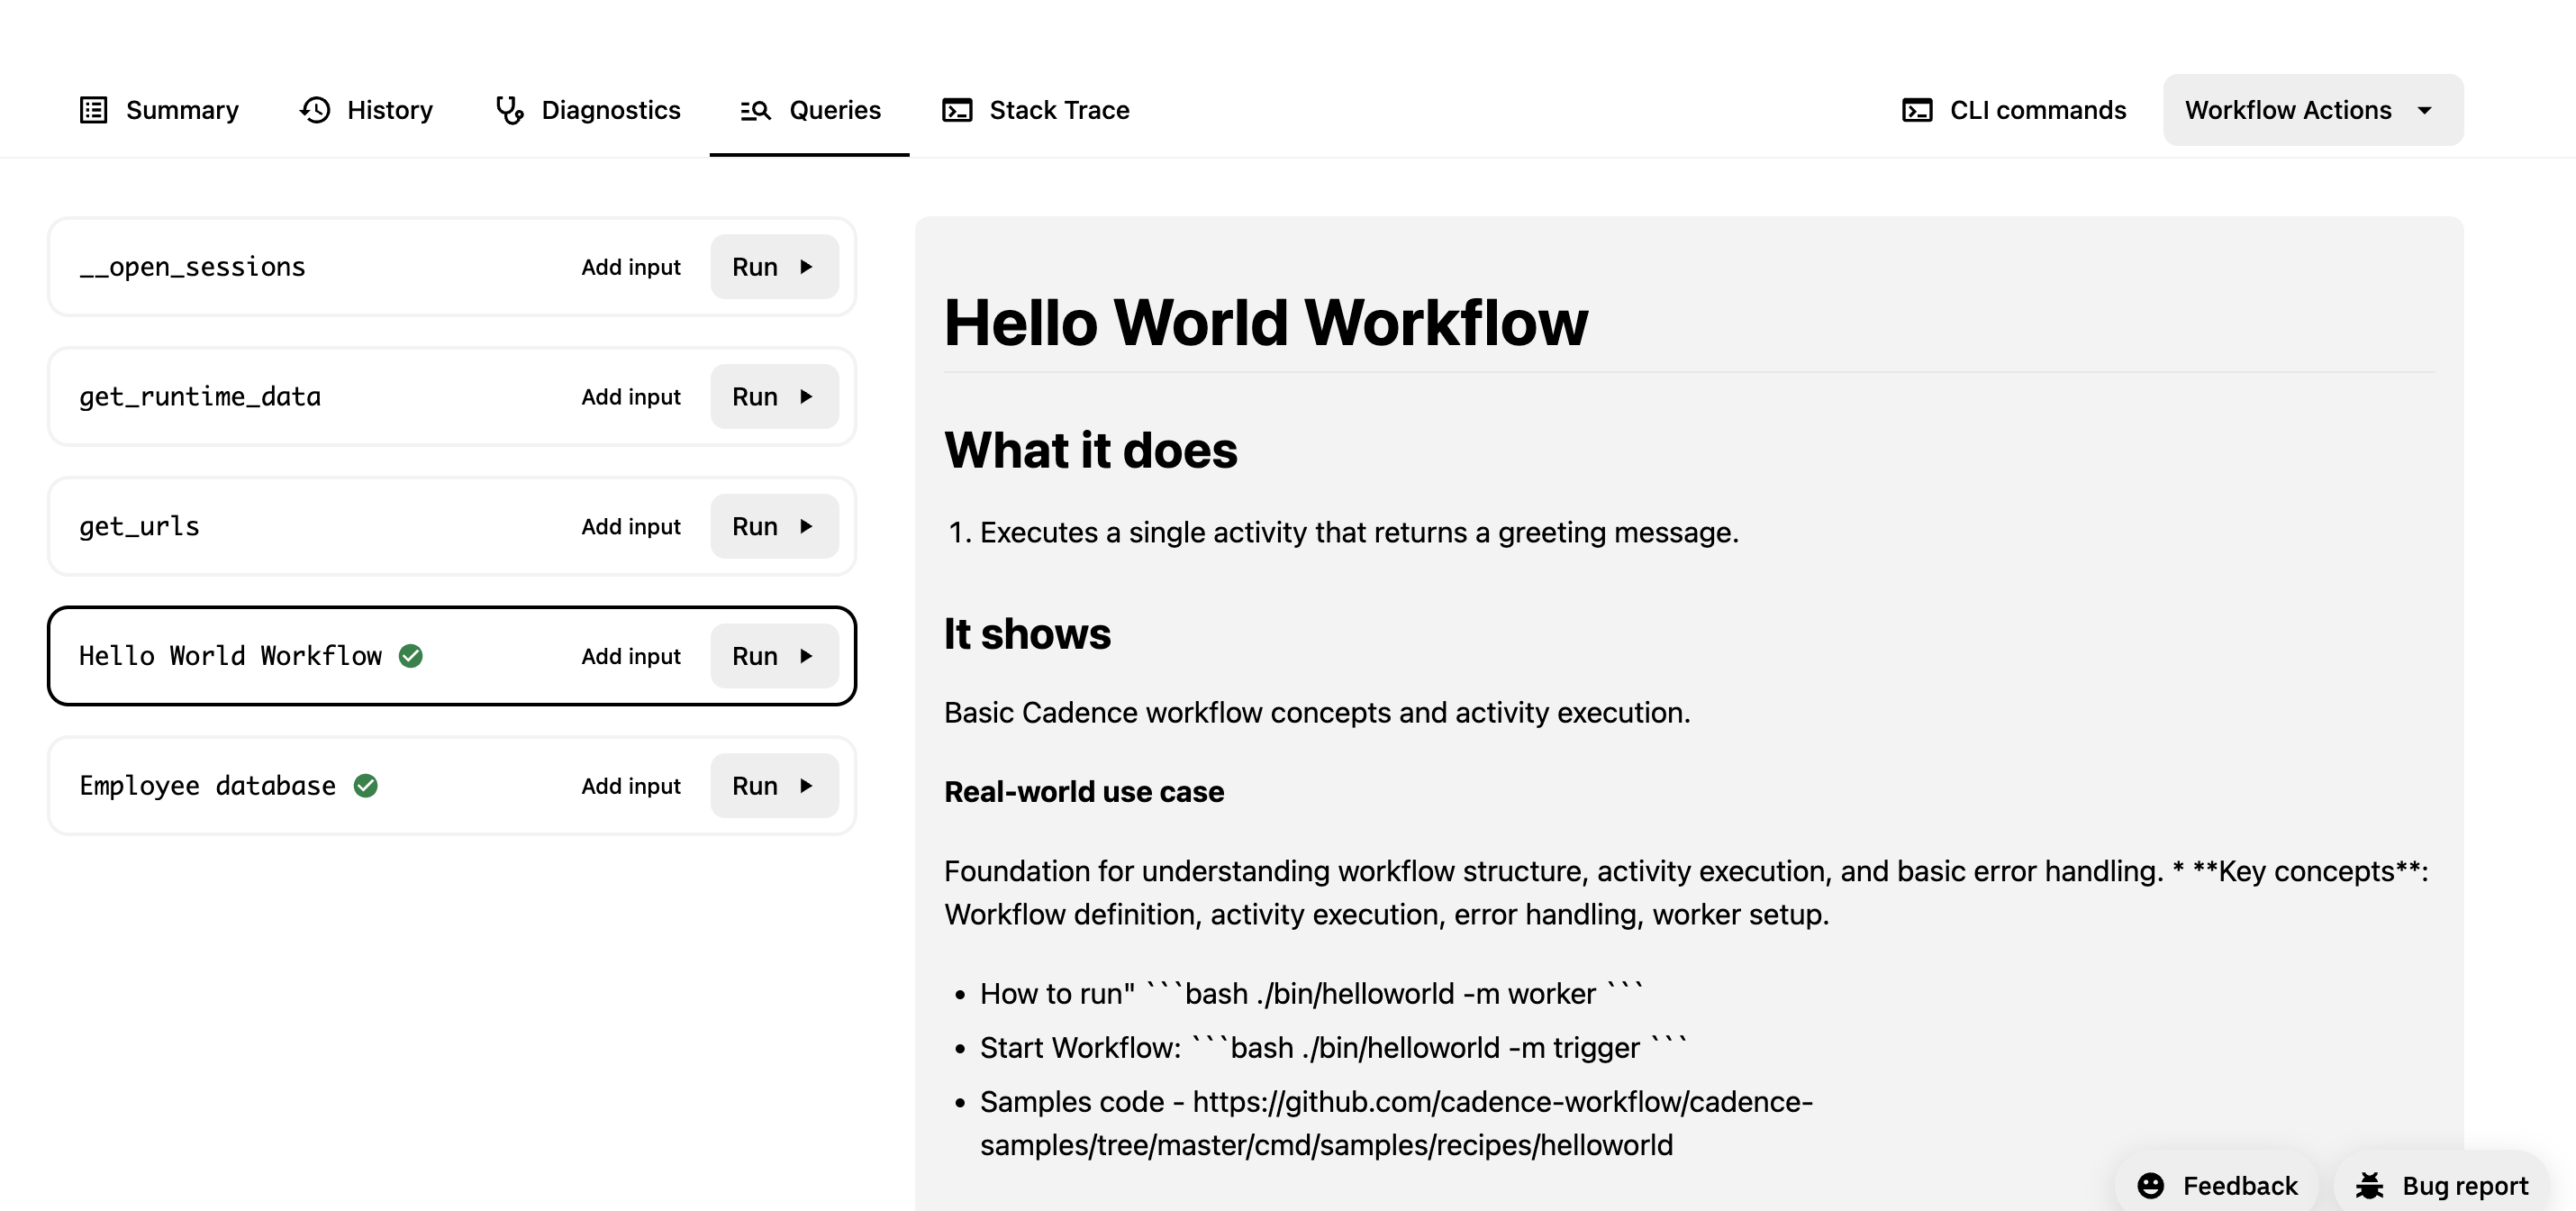 Summary History Diagnostics Queries Stack Trace CLI commands Workflow Actions
__open_sessions Add input Run
get_runtime_data Add input Run
get_urls Add input Run
Hello World Workflow Add input Run
Employee database Add input Run
Hello World Workflow
What it does
1. Executes a single activity that returns a greeting message.
It shows
Basic Cadence workflow concepts and activity execution.
Real-world use case
Foundation for understanding workflow structure, activity execution, and basic error handling. * **Key concepts**:
Workflow definition, activity execution, error handling, worker setup.
• How to run" ```bash ./bin/helloworld -m worker ```
• Start Workflow: ```bash ./bin/helloworld -m trigger ```
• Samples code - https://github.com/cadence-workflow/cadence-
samples/tree/master/cmd/samples/recipes/helloworld
Feedback Bug report